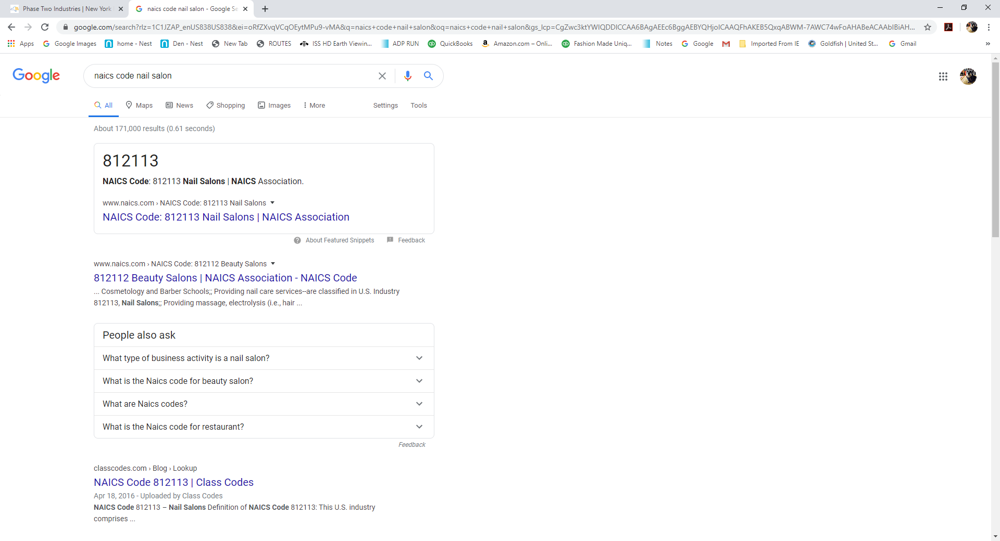 Phase Two Industries | New York
naics code nail salon - Google Se
google.com/search?rlz=1C1JZAP_enUS838US838&ei=oRfZXvqVCqOEytMPu9-vMA&q=naics+code+nail+salon&oq=naics+code+nail+salon&gs_lcp=CgZwc3ktYWIQDDICCAA6BAgAEEc6BggAEBYQHjoICAAQFhAKEB5QxqABWM-7AWC74wFoAHABeACAAbIBiAH...
Apps
Google Images
home - Nest
Den - Nest
New Tab
ROUTES
ISS HD Earth Viewin...
ADP RUN
QuickBooks
Amazon.com – Onli...
Fashion Made Uniq...
Notes
Google
Imported From IE
Goldfish | United St...
Gmail
»
Google
naics code nail salon
All
Maps
News
Shopping
Images
More
Settings
Tools
About 171,000 results (0.61 seconds)
812113
NAICS Code: 812113 Nail Salons | NAICS Association.
www.naics.com › NAICS Code: 812113 Nail Salons
NAICS Code: 812113 Nail Salons | NAICS Association
About Featured Snippets
Feedback
www.naics.com › NAICS Code: 812112 Beauty Salons
812112 Beauty Salons | NAICS Association - NAICS Code
... Cosmetology and Barber Schools;; Providing nail care services--are classified in U.S. Industry
812113, Nail Salons;; Providing massage, electrolysis (i.e., hair ...
People also ask
What type of business activity is a nail salon?
What is the Naics code for beauty salon?
What are Naics codes?
What is the Naics code for restaurant?
Feedback
classcodes.com › Blog › Lookup
NAICS Code 812113 | Class Codes
Apr 18, 2016 - Uploaded by Class Codes
NAICS Code 812113 – Nail Salons Definition of NAICS Code 812113: This U.S. industry
comprises ...